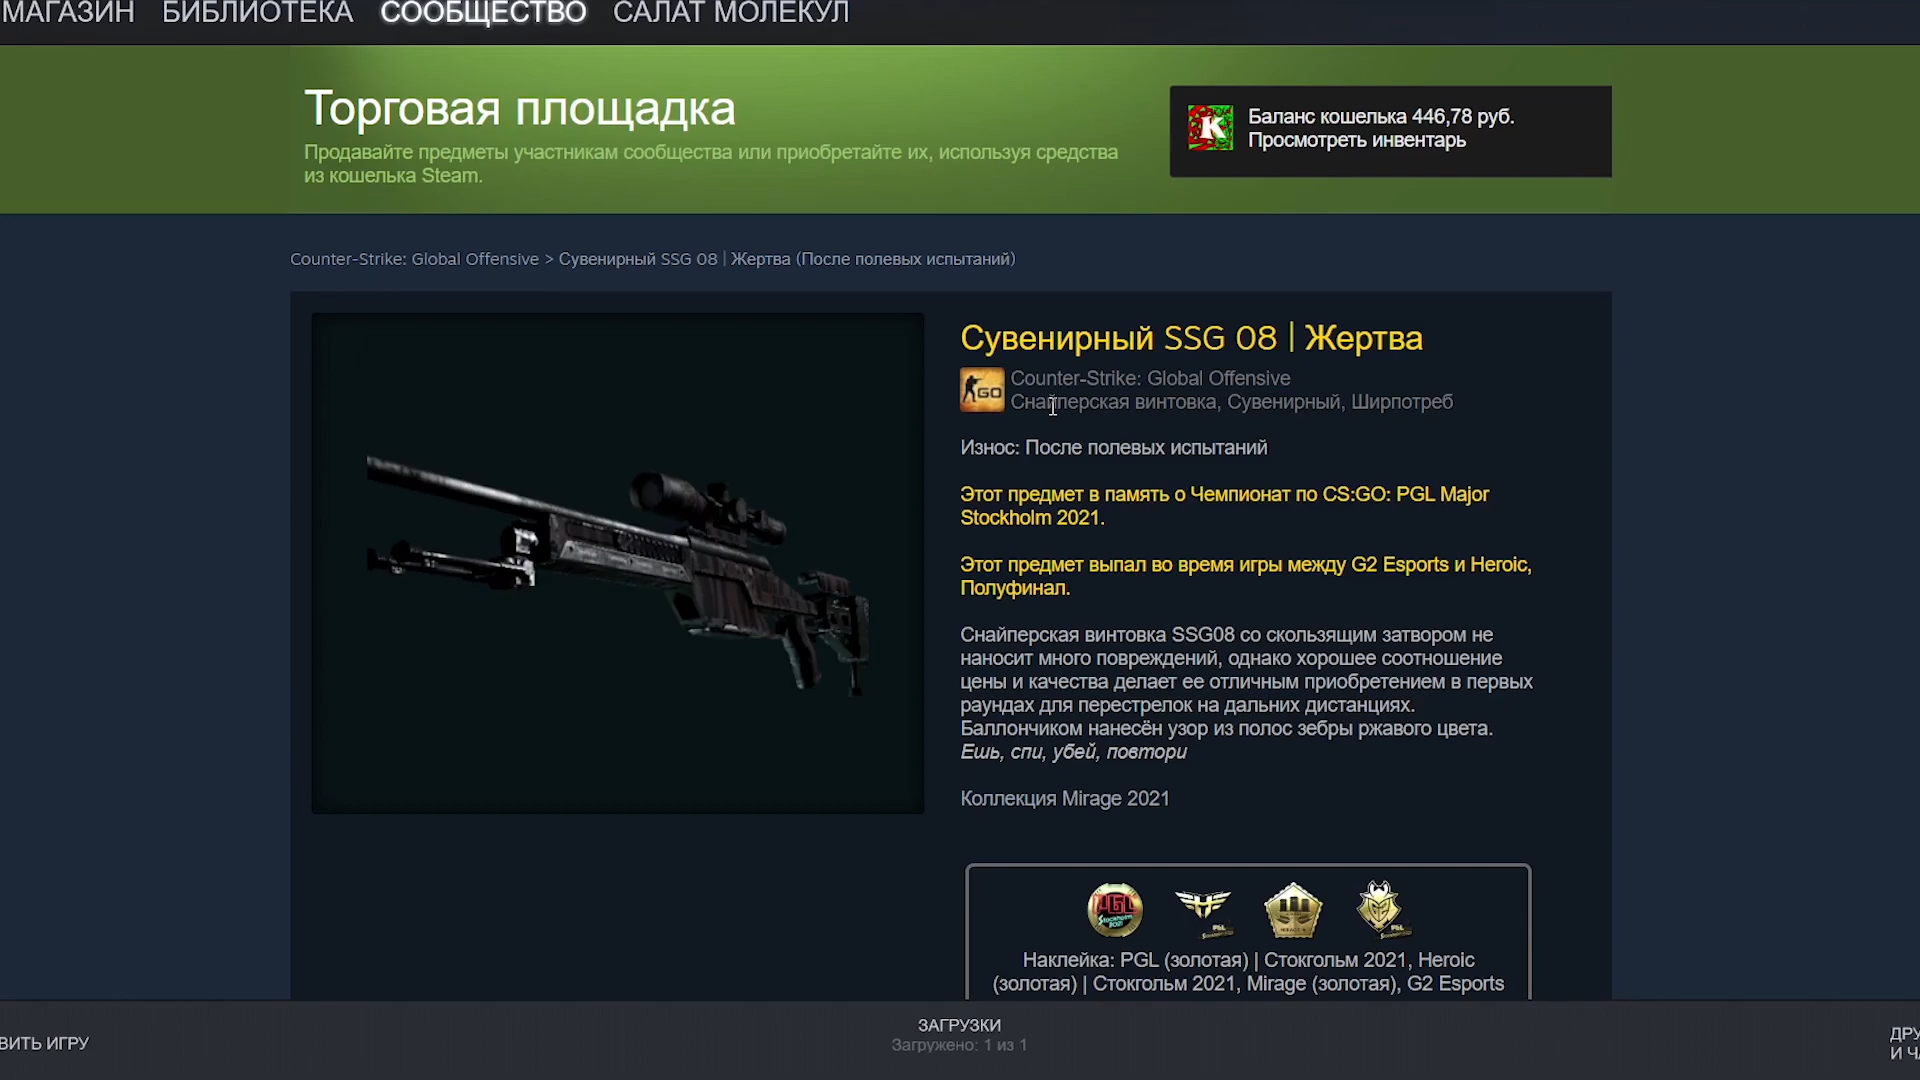 МАГАЗИН БИБЛИОТЕКА СООБЩЕСТВО САЛАТ МОЛЕКУЛ
Торговая площадка
Продавайте предметы участникам сообщества или приобретайте их, используя средства
из кошелька Steam.
Баланс кошелька 446,78 руб.
Просмотреть инвентарь
Counter-Strike: Global Offensive > Сувенирный SSG 08 | Жертва (После полевых испытаний)
Сувенирный SSG 08 | Жертва
GO
Counter-Strike: Global Offensive
Снайперская винтовка, Сувенирный, Ширпотреб
Износ: После полевых испытаний
Этот предмет в память о Чемпионат по CS:GO: PGL Major
Stockholm 2021.
Этот предмет выпал во время игры между G2 Esports и Heroic,
Полуфинал.
Снайперская винтовка SSG08 со скользящим затвором не
наносит много повреждений, однако хорошее соотношение
цены и качества делает ее отличным приобретением в первых
раундах для перестрелок на дальних дистанциях.
Баллончиком нанесён узор из полос зебры ржавого цвета.
Ешь, спи, убей, повтори
Коллекция Mirage 2021
Наклейка: PGL (золотая) | Стокгольм 2021, Heroic
(золотая) | Стокгольм 2021, Mirage (золотая), G2 Esports
ВИТЬ ИГРУ
ЗАГРУЗКИ
Загружено: 1 из 1
ДРУ
И ЧА